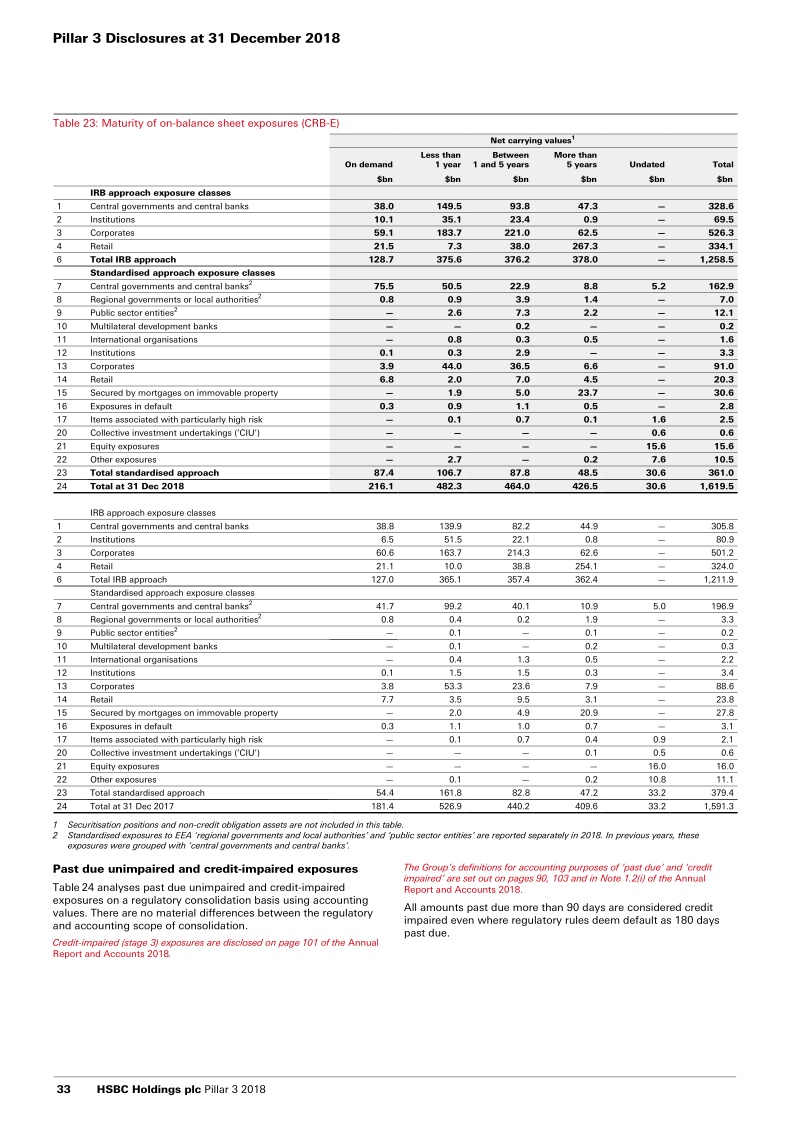 Pillar 3 Disclosures at 31 December 2018
Table 23: Maturity of on-balance sheet exposures (CRB-E)
Net carrying values1
On demand Less than 1 year Between 1 and 5 years More than 5 years Undated Total
$bn $bn $bn $bn $bn $bn
IRB approach exposure classes
1 Central governments and central banks 38.0 149.5 93.8 47.3 — 328.6
2 Institutions 10.1 35.1 23.4 0.9 — 69.5
3 Corporates 59.1 183.7 221.0 62.5 — 526.3
4 Retail 21.5 7.3 38.0 267.3 — 334.1
6 Total IRB approach 128.7 375.6 376.2 378.0 — 1,258.5
Standardised approach exposure classes
7 Central governments and central banks2 75.5 50.5 22.9 8.8 5.2 162.9
8 Regional governments or local authorities2 0.8 0.9 3.9 1.4 — 7.0
9 Public sector entities2 — 2.6 7.3 2.2 — 12.1
10 Multilateral development banks — — 0.2 — — 0.2
11 International organisations — 0.8 0.3 0.5 — 1.6
12 Institutions 0.1 0.3 2.9 — — 3.3
13 Corporates 3.9 44.0 36.5 6.6 — 91.0
14 Retail 6.8 2.0 7.0 4.5 — 20.3
15 Secured by mortgages on immovable property — 1.9 5.0 23.7 — 30.6
16 Exposures in default 0.3 0.9 1.1 0.5 — 2.8
17 Items associated with particularly high risk — 0.1 0.7 0.1 1.6 2.5
20 Collective investment undertakings ('CIU') — — — — 0.6 0.6
21 Equity exposures — — — — 15.6 15.6
22 Other exposures — 2.7 — 0.2 7.6 10.5
23 Total standardised approach 87.4 106.7 87.8 48.5 30.6 361.0
24 Total at 31 Dec 2018 216.1 482.3 464.0 426.5 30.6 1,619.5
IRB approach exposure classes
1 Central governments and central banks 38.8 139.9 82.2 44.9 — 305.8
2 Institutions 6.5 51.5 22.1 0.8 — 80.9
3 Corporates 60.6 163.7 214.3 62.6 — 501.2
4 Retail 21.1 10.0 38.8 254.1 — 324.0
6 Total IRB approach 127.0 365.1 357.4 362.4 — 1,211.9
Standardised approach exposure classes
7 Central governments and central banks2 41.7 99.2 40.1 10.9 5.0 196.9
8 Regional governments or local authorities2 0.8 0.4 0.2 1.9 — 3.3
9 Public sector entities2 — 0.1 — 0.1 — 0.2
10 Multilateral development banks — 0.1 — 0.2 — 0.3
11 International organisations — 0.4 1.3 0.5 — 2.2
12 Institutions 0.1 1.5 1.5 0.3 — 3.4
13 Corporates 3.8 53.3 23.6 7.9 — 88.6
14 Retail 7.7 3.5 9.5 3.1 — 23.8
15 Secured by mortgages on immovable property — 2.0 4.9 20.9 — 27.8
16 Exposures in default 0.3 1.1 1.0 0.7 — 3.1
17 Items associated with particularly high risk — 0.1 0.7 0.4 0.9 2.1
20 Collective investment undertakings ('CIU') — — — 0.1 0.5 0.6
21 Equity exposures — — — — 16.0 16.0
22 Other exposures — 0.1 — 0.2 10.8 11.1
23 Total standardised approach 54.4 161.8 82.8 47.2 33.2 379.4
24 Total at 31 Dec 2017 181.4 526.9 440.2 409.6 33.2 1,591.3
1 Securitisation positions and non-credit obligation assets are not included in this table.
2 Standardised exposures to EEA 'regional governments and local authorities' and 'public sector entities' are reported separately in 2018. In previous years, these
exposures were grouped with 'central governments and central banks'.
Past due unimpaired and credit-impaired exposures
Table 24 analyses past due unimpaired and credit-impaired
exposures on a regulatory consolidation basis using accounting
values. There are no material differences between the regulatory
and accounting scope of consolidation.
Credit-impaired (stage 3) exposures are disclosed on page 101 of the Annual
Report and Accounts 2018.
The Group's definitions for accounting purposes of 'past due' and 'credit
impaired' are set out on pages 90, 103 and in Note 1.2(i) of the Annual
Report and Accounts 2018.
All amounts past due more than 90 days are considered credit
impaired even where regulatory rules deem default as 180 days
past due.
33 HSBC Holdings plc Pillar 3 2018